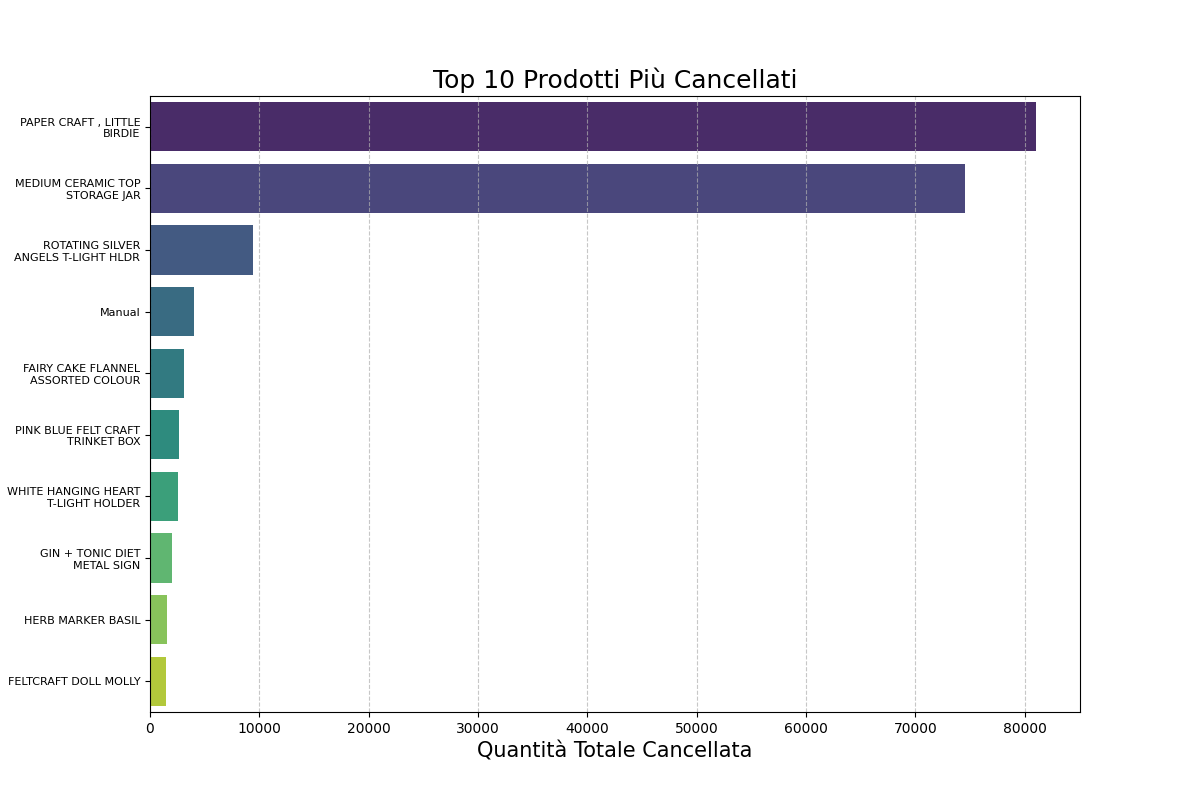 Top 10 Prodotti Più Cancellati
PAPER CRAFT , LITTLE
BIRDIE
MEDIUM CERAMIC TOP
STORAGE JAR
ROTATING SILVER
ANGELS T-LIGHT HLDR
Manual
FAIRY CAKE FLANNEL
ASSORTED COLOUR
PINK BLUE FELT CRAFT
TRINKET BOX
WHITE HANGING HEART
T-LIGHT HOLDER
GIN + TONIC DIET
METAL SIGN
HERB MARKER BASIL
FELTCRAFT DOLL MOLLY
0 10000 20000 30000 40000 50000 60000 70000 80000
Quantità Totale Cancellata